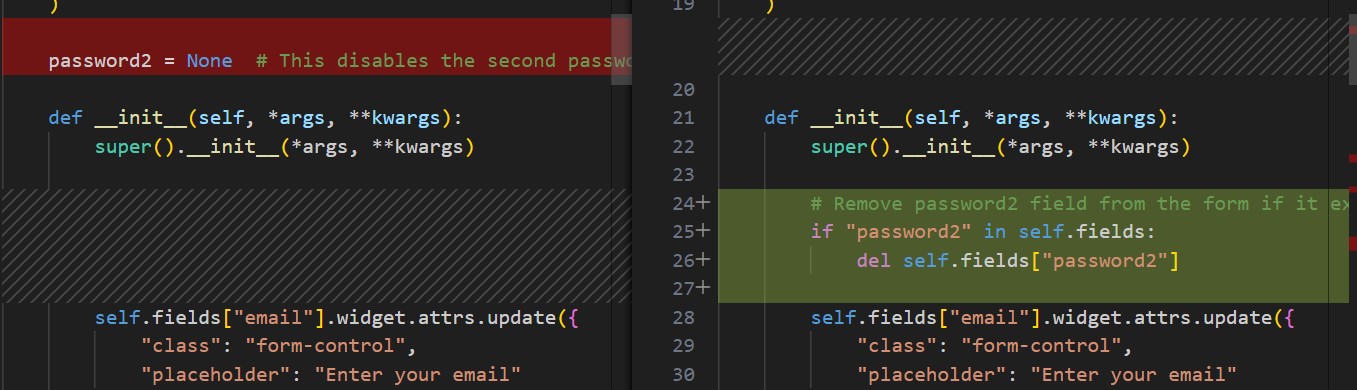 )
password2 = None  # This disables the second
def __init__(self, *args, **kwargs):
super().__init__(*args, **kwargs)
self.fields["email"].widget.attrs.update({
"class": "form-control",
"placeholder": "Enter your email"
19 )
20
21 def __init__(self, *args, **kwargs):
22 super().__init__(*args, **kwargs)
23
24+ # Remove password2 field from the form if it
25+ if "password2" in self.fields:
26+ del self.fields["password2"]
27+
28 self.fields["email"].widget.attrs.update({
29 "class": "form-control",
30 "placeholder": "Enter your email"